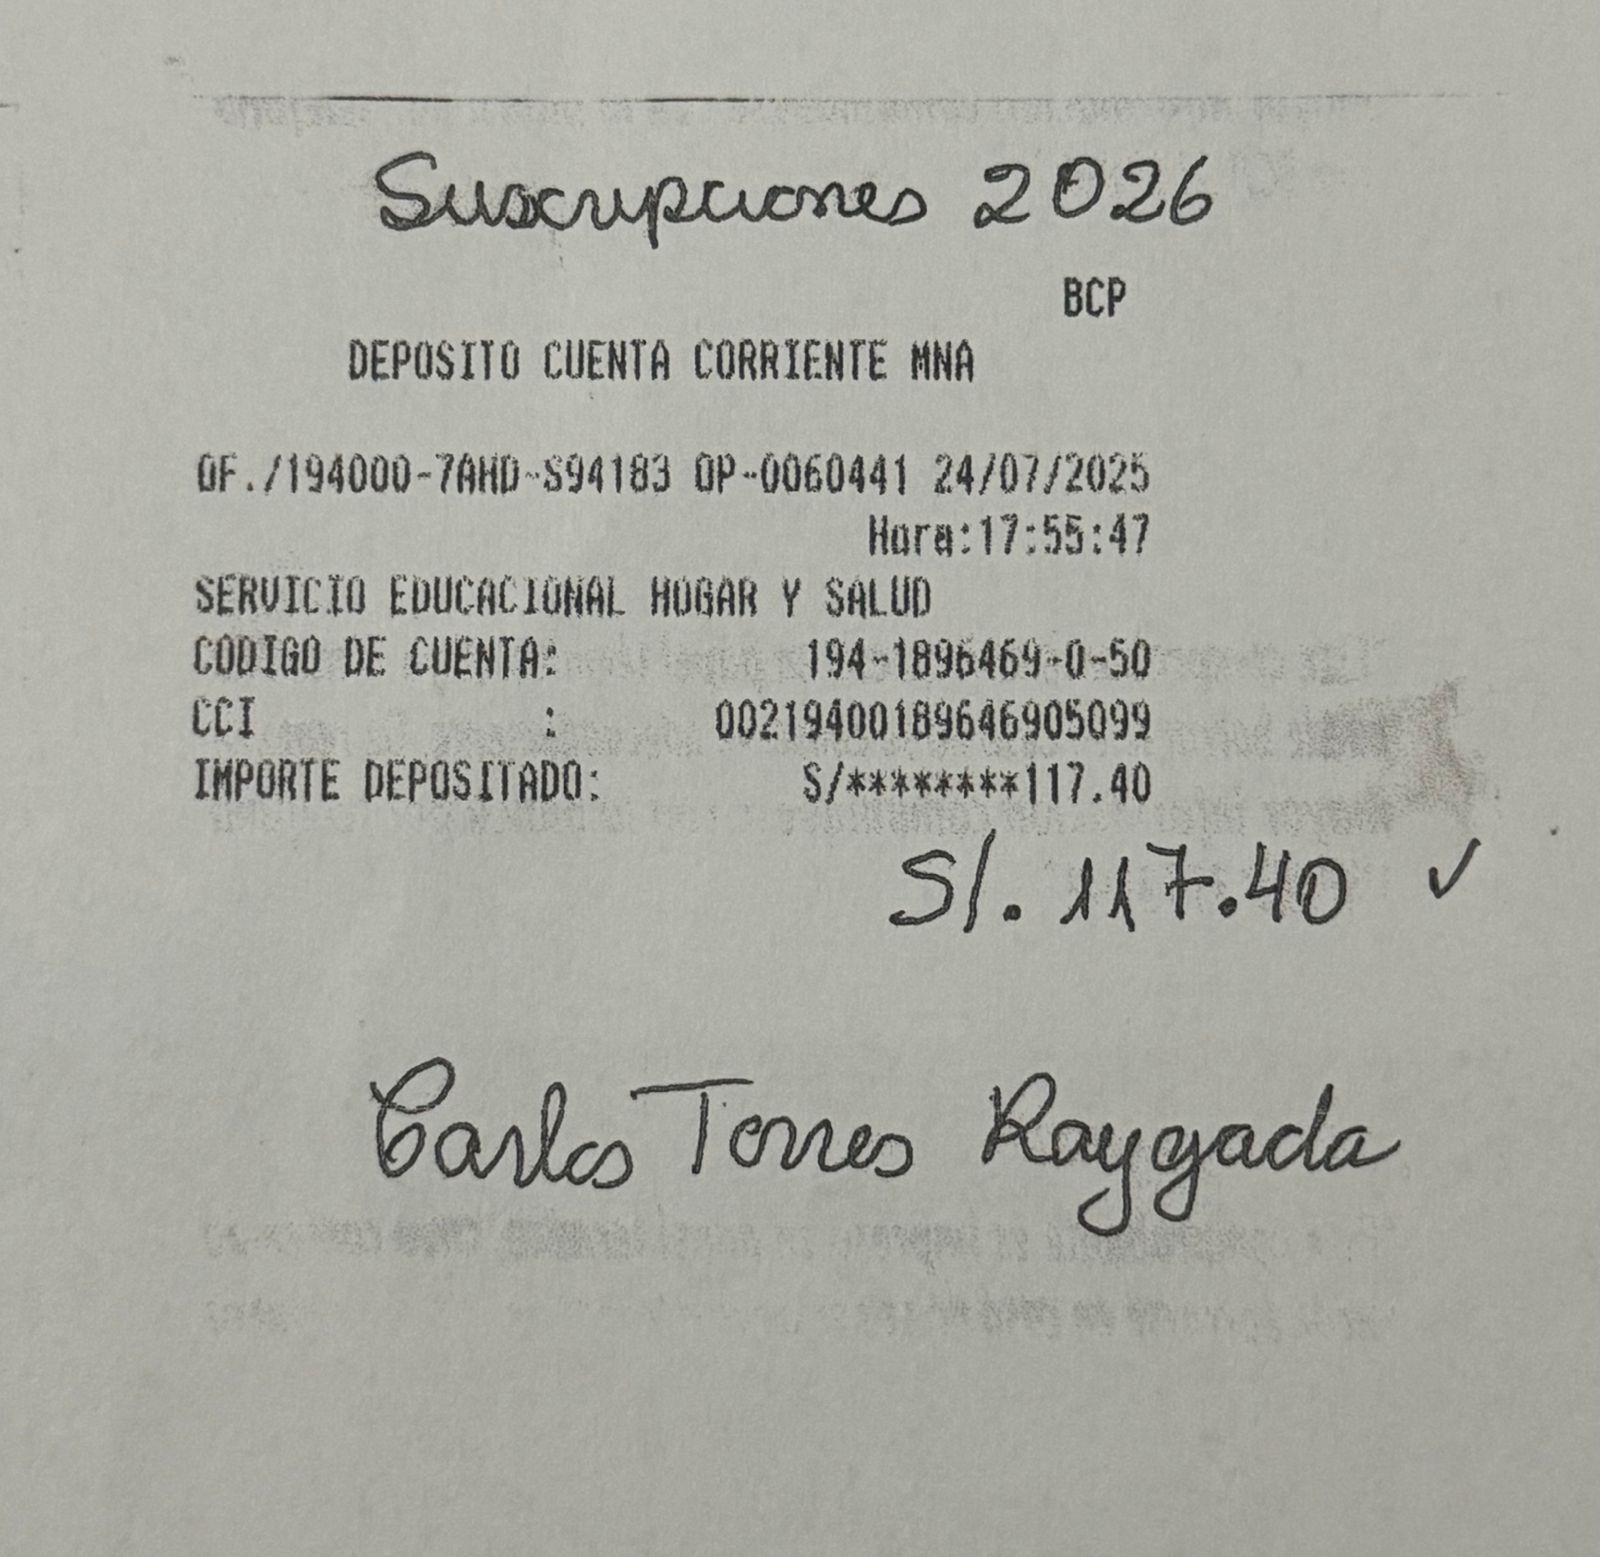 Suscripciones 2026
BCP
DEPOSITO CUENTA CORRIENTE MNA
OF./194000-7AHD-S94183 OP-0060441 24/07/2025
Hora:17:55:47
SERVICIO EDUCACIONAL HOGAR Y SALUD
CODIGO DE CUENTA: 194-1896469-0-50
CCI : 00219400189646905099
IMPORTE DEPOSITADO: S/********117.40
S/. 117.40 ✓
Carlos Torres Raygada